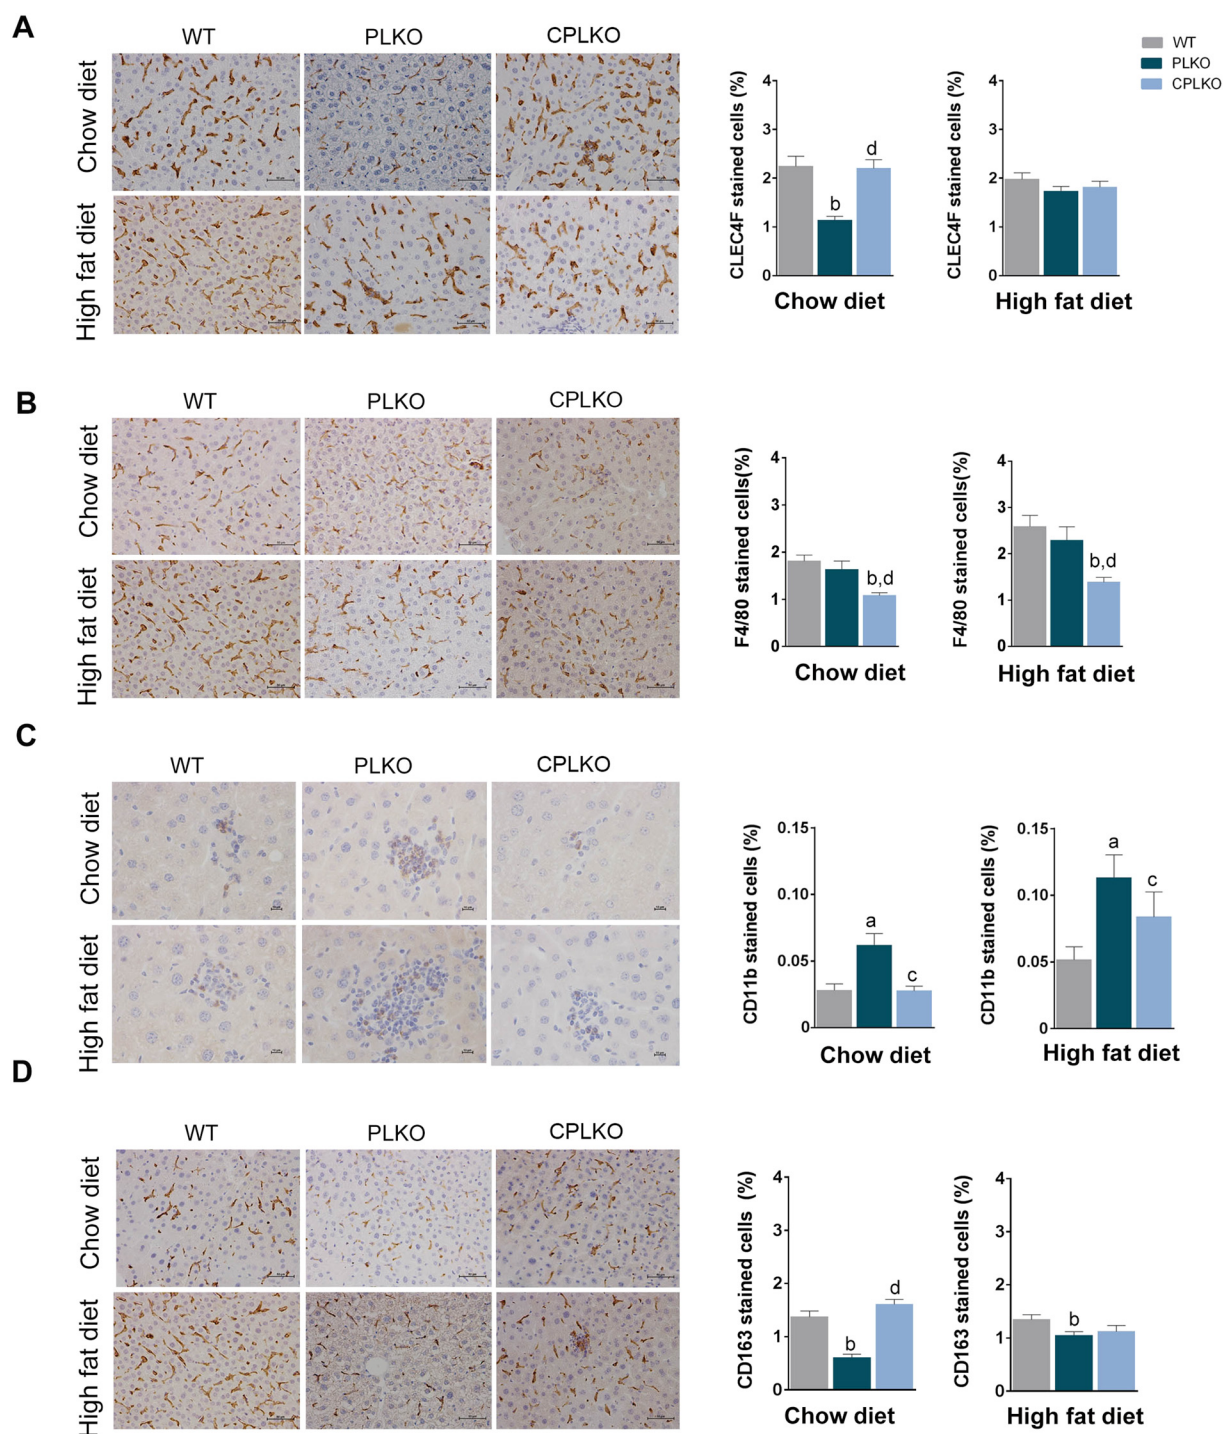 A
WT
PLKO
CPLKO
Chow diet
High fat diet
CLEC4F stained cells (%)
4
3
2
1
0
b
d
Chow diet
CLEC4F stained cells (%)
4
3
2
1
0
High fat diet
WT
PLKO
CPLKO
B
WT
PLKO
CPLKO
Chow diet
High fat diet
F4/80 stained cells(%)
4
3
2
1
0
b,d
Chow diet
F4/80 stained cells(%)
4
3
2
1
0
b,d
High fat diet
C
WT
PLKO
CPLKO
Chow diet
High fat diet
CD11b stained cells (%)
0.15
0.10
0.05
0
a
c
Chow diet
CD11b stained cells (%)
0.15
0.10
0.05
0
a
c
High fat diet
D
WT
PLKO
CPLKO
Chow diet
High fat diet
CD163 stained cells (%)
4
3
2
1
0
b
d
Chow diet
CD163 stained cells (%)
4
3
2
1
0
b
High fat diet